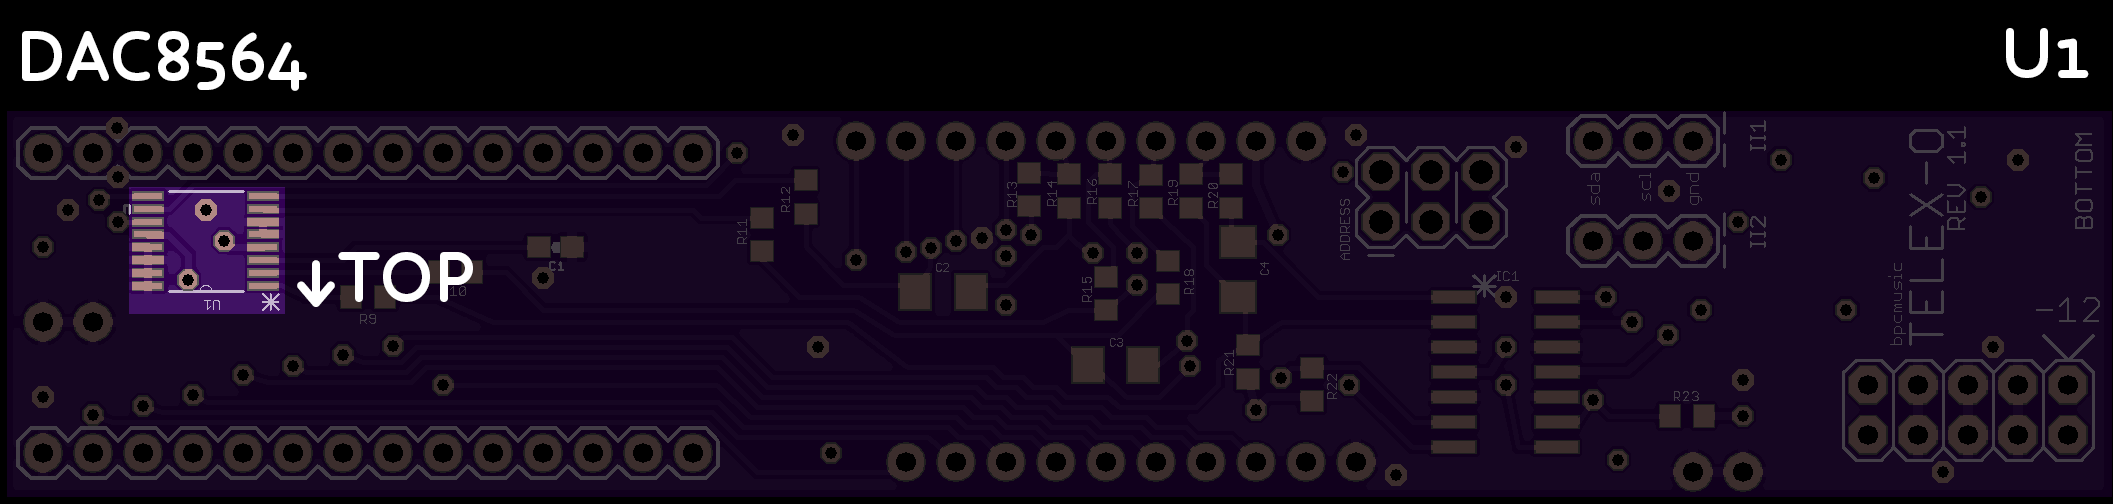 DAC8564
U1
II1
BOTTOM
R12
R13
R14
R16
R17
R19
R20
sda
scl
gnd
TELEX-O
REV 1.1
R11
ADDRESS
II2
↓TOP
C1
10
C2
C4
R15
R18
IC1
U1
R9
bpcmusic
-12
C3
R21
R22
R23